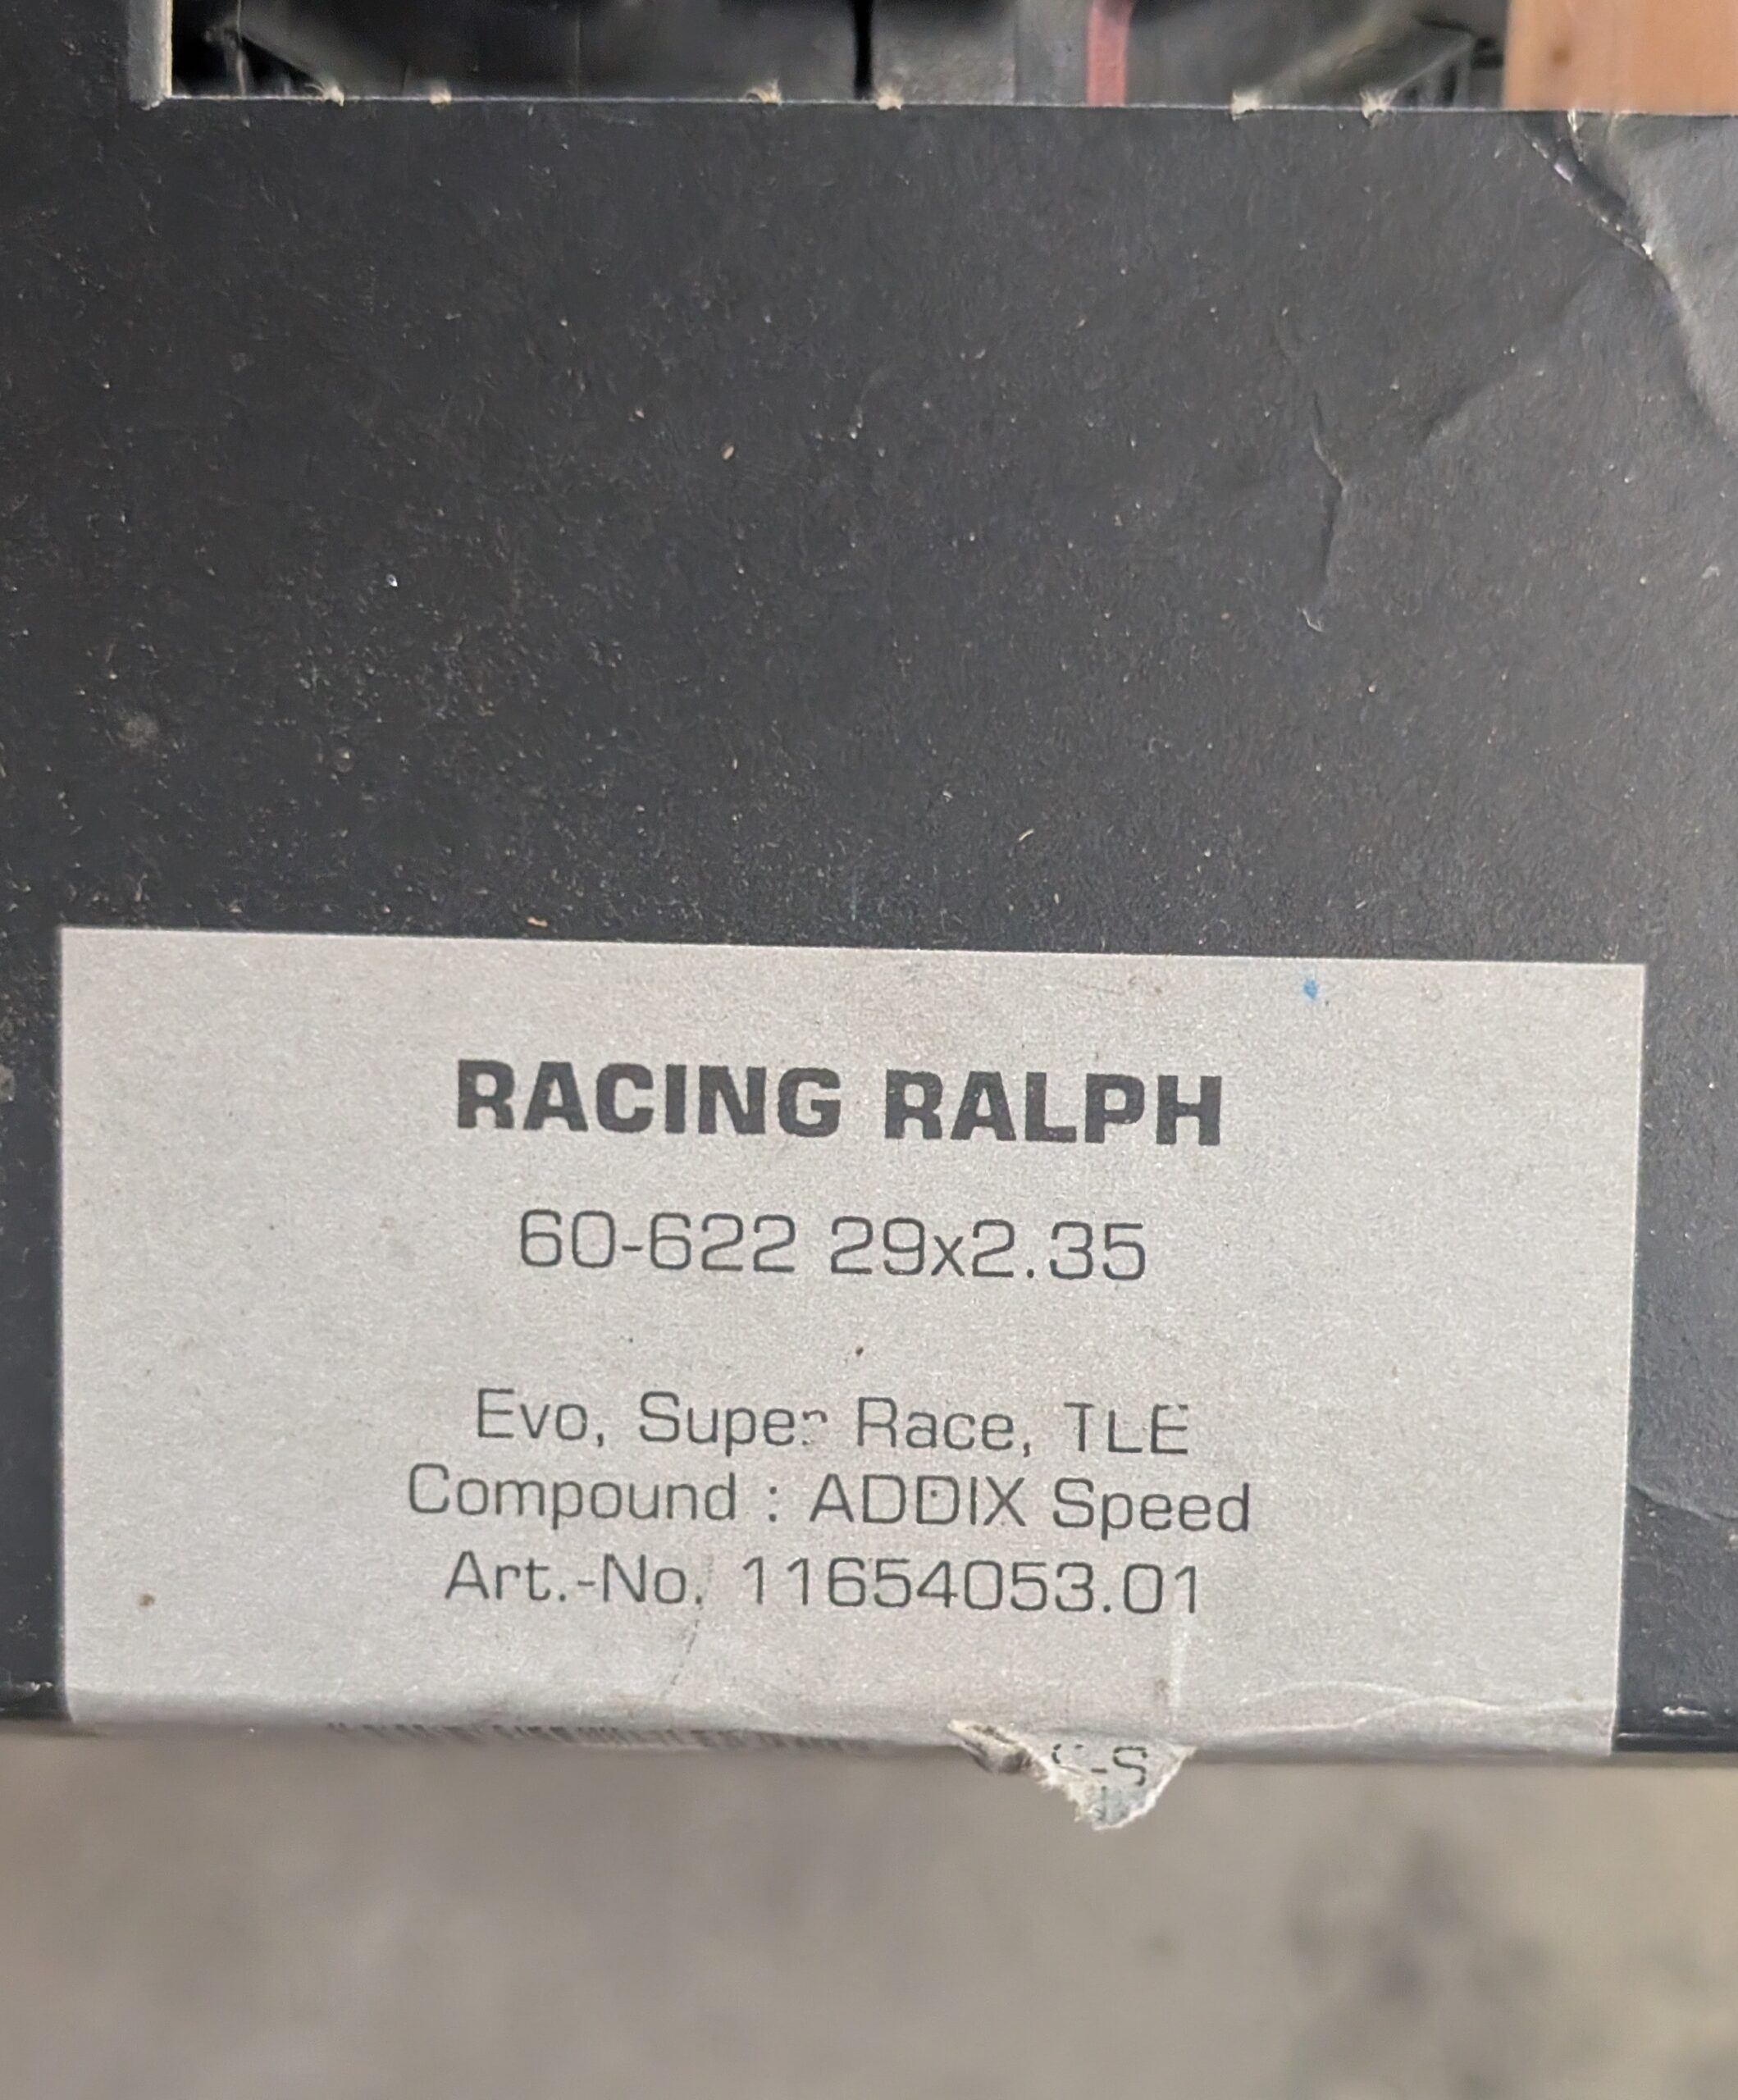 RACING RALPH
60-622 29x2.35
Evo, Super Race, TLE
Compound : ADDIX Speed
Art.-No. 11654053.01